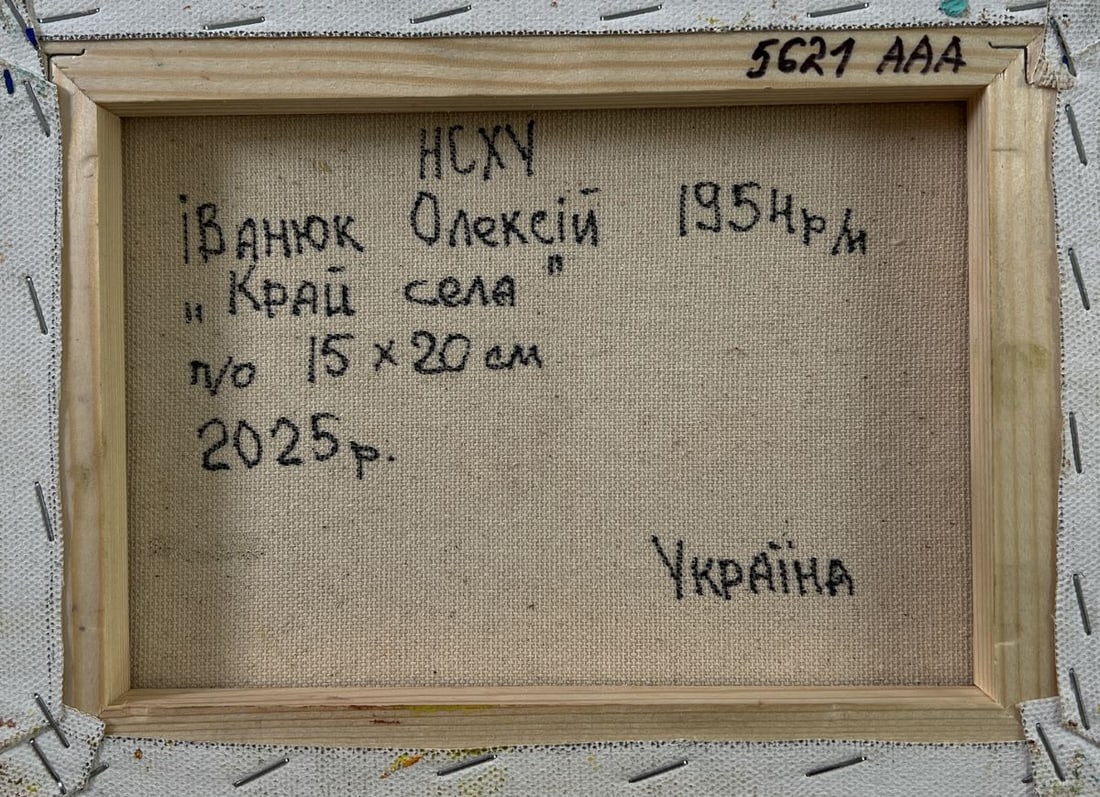 5621 AAA
НСХУ
іВанюк Олексій 1954р/н
„Край села"
п/о 15 х 20 см
2025р.
Україна